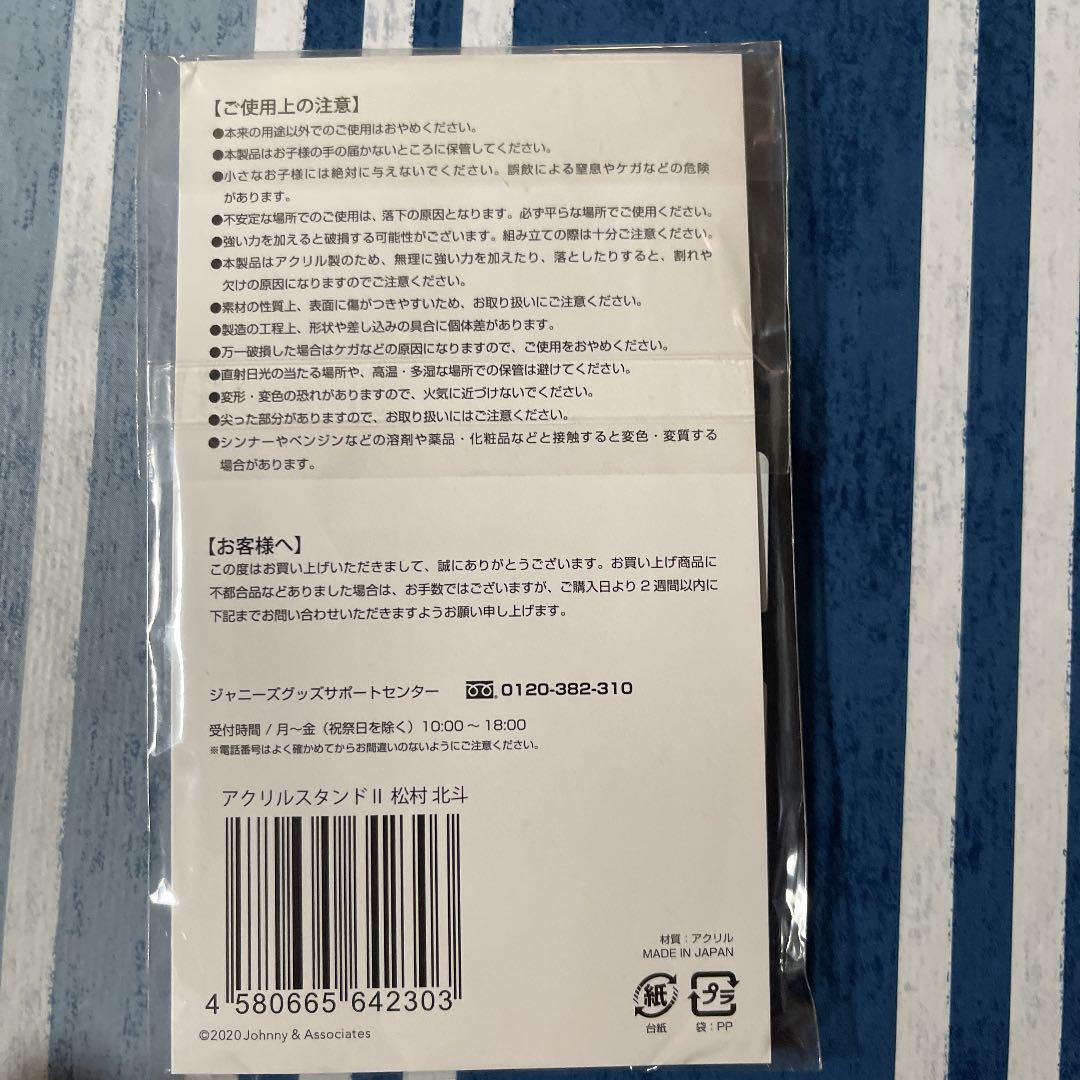 【ご使用上の注意】
●本来の用途以外でのご使用はおやめください。
●本製品はお子様の手の届かないところに保管してください。
●小さなお子様には絶対に与えないでください。誤飲による窒息やケガなどの危険
があります。
●不安定な場所でのご使用は、落下の原因となります。必ず平らな場所でご使用ください。
●強い力を加えると破損する可能性がございます。組み立ての際は十分ご注意ください。
●本製品はアクリル製のため、無理に強い力を加えたり、落としたりすると、割れや
欠けの原因になりますのでご注意ください。
●素材の性質上、表面に傷がつきやすいため、お取り扱いにご注意ください。
●製造の工程上、形状や差し込みの具合に個体差があります。
●万一破損した場合はケガなどの原因になりますので、ご使用をおやめください。
●直射日光の当たる場所や、高温・多湿な場所での保管は避けてください。
●変形・変色の恐れがありますので、火気に近づけないでください。
●尖った部分がありますので、お取り扱いにはご注意ください。
●シンナーやベンジンなどの溶剤や薬品・化粧品などと接触すると変色・変質する
場合があります。
【お客様へ】
この度はお買い上げいただきまして、誠にありがとうございます。お買い上げ商品に
不都合品などありました場合は、お手数ではございますが、ご購入日より2週間以内に
下記までお問い合わせいただきますようお願い申し上げます。
ジャニーズグッズサポートセンター 0120-382-310
受付時間 / 月〜金（祝祭日を除く）10:00 〜 18:00
※電話番号はよく確かめてからお間違いのないようにご注意ください。
アクリルスタンドⅡ 松村 北斗
4 580665 642303
©2020 Johnny & Associates
材質：アクリル
MADE IN JAPAN
紙 プラ
台紙 袋：PP